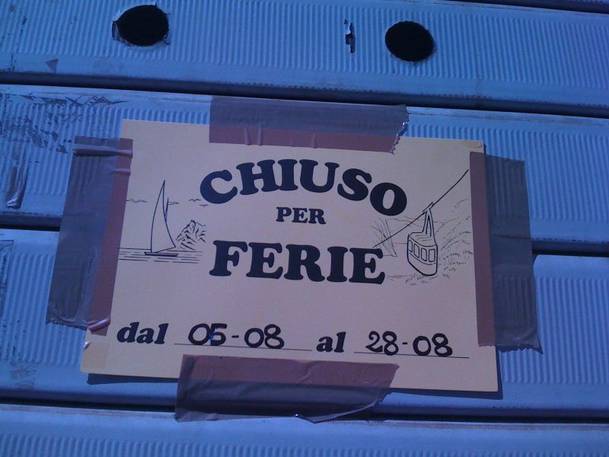 CHIUSO
PER
FERIE
dal 05-08 al 28-08